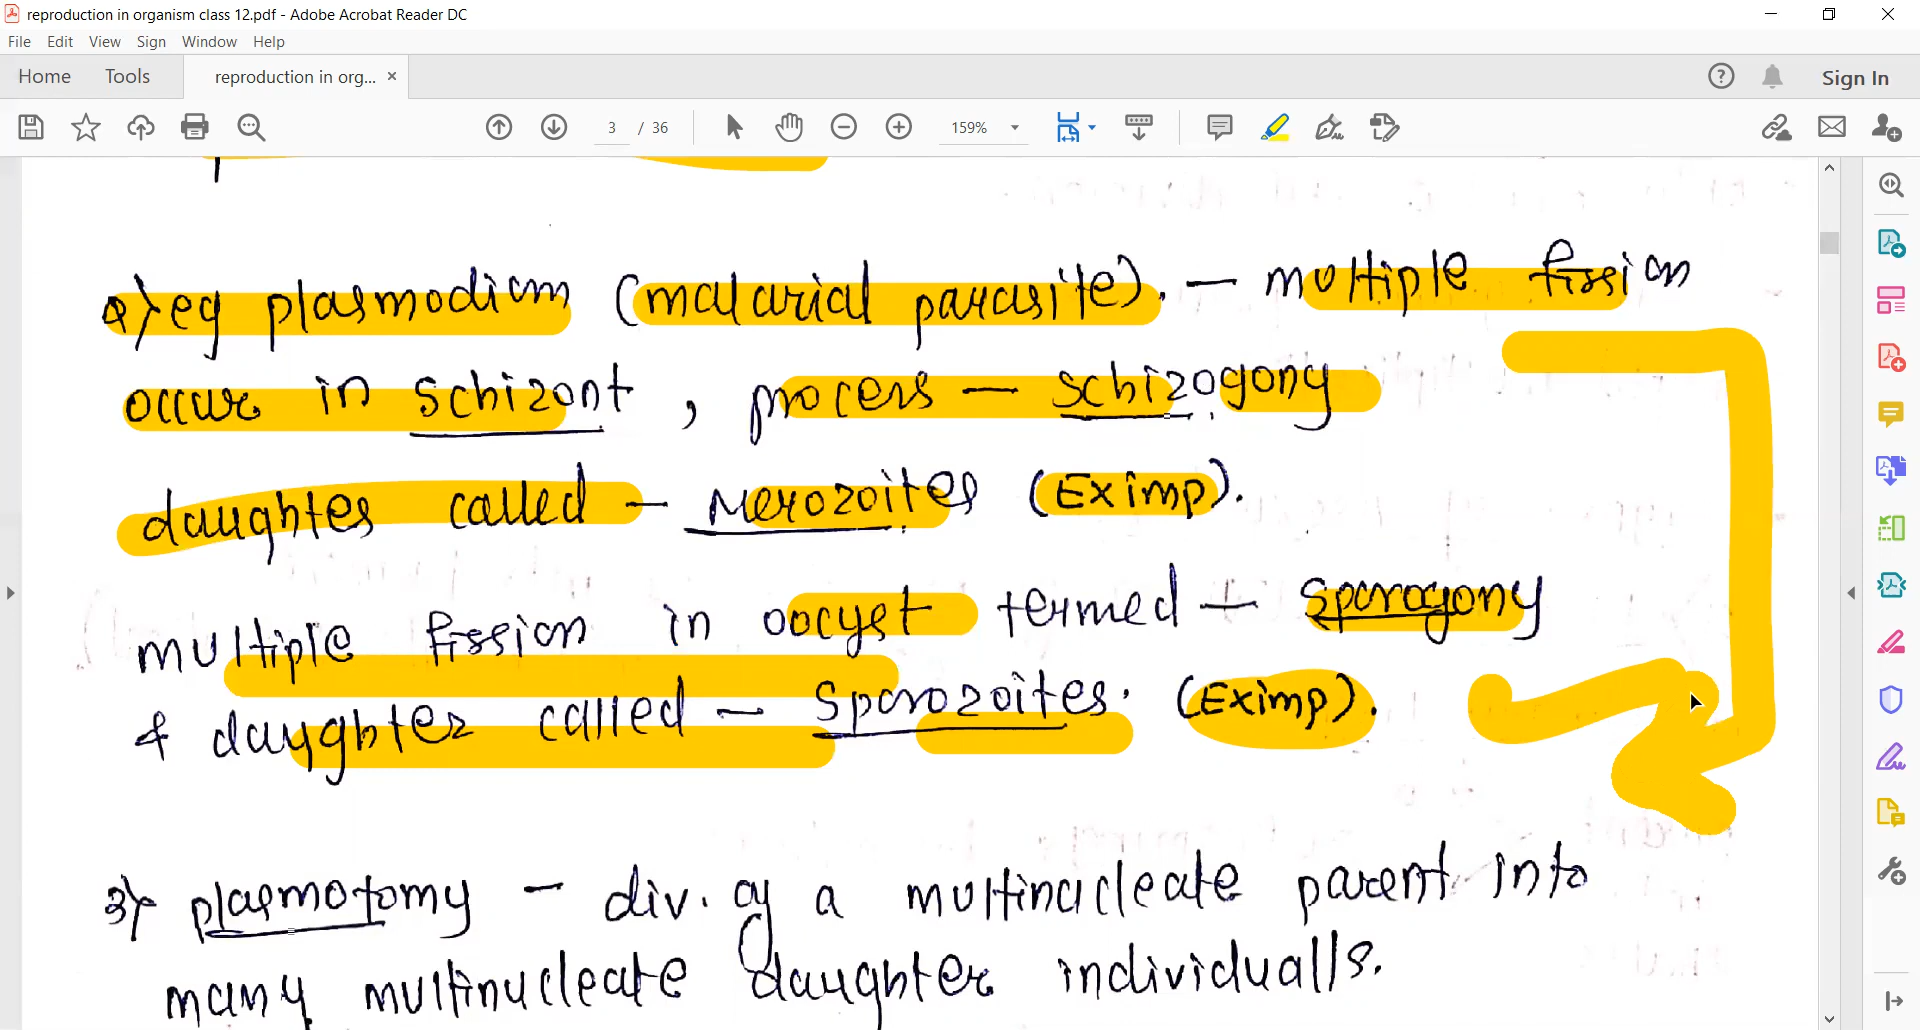 reproduction in organism class 12.pdf - Adobe Acrobat Reader DC
File Edit View Sign Window Help
Home Tools reproduction in org... × Sign In
3 / 36 159%
a) eg plasmodium (malarial parasite). - multiple fission
occur in schizont , process - schizogony
daughter called - Merozoites (Eximp).
multiple fission in oocyst termed - sporogony
& daughter called - Sporozoites. (Eximp).
3) plasmotomy - div. of a multinucleate parent into
many multinucleate daughter individualls.